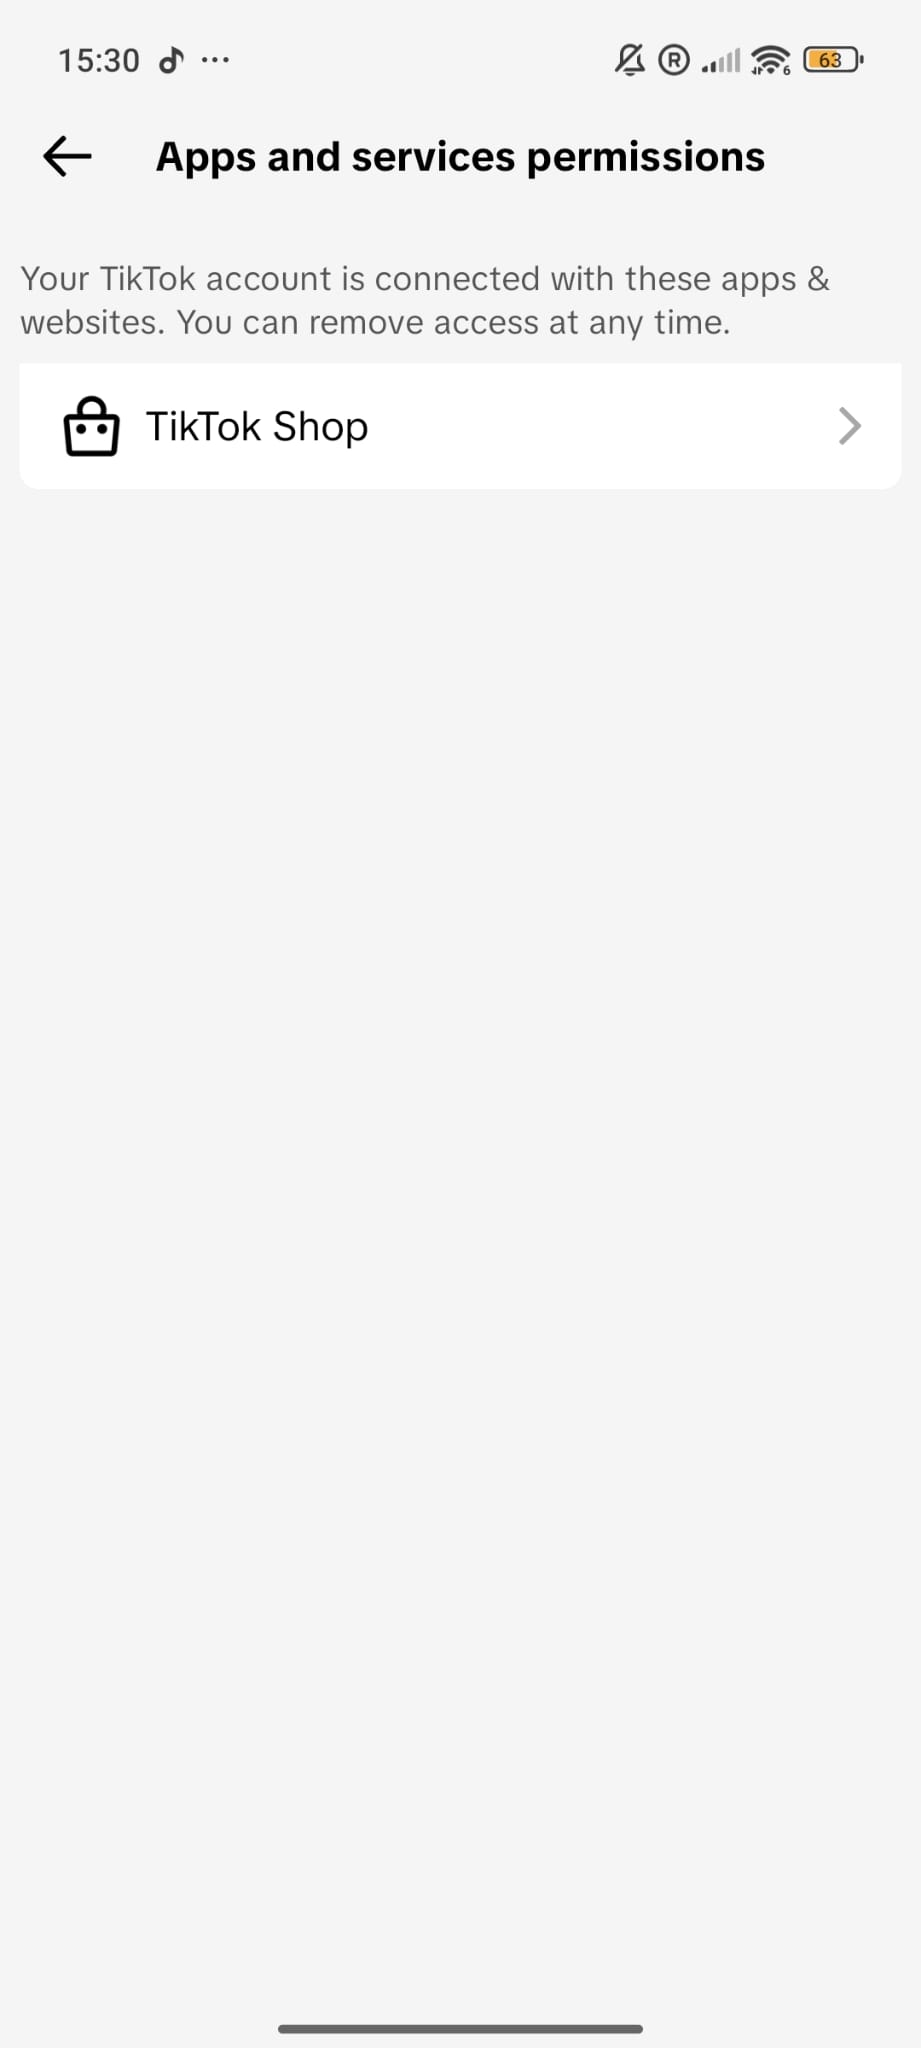 15:30
R
6
63
Apps and services permissions
Your TikTok account is connected with these apps &
websites. You can remove access at any time.
TikTok Shop